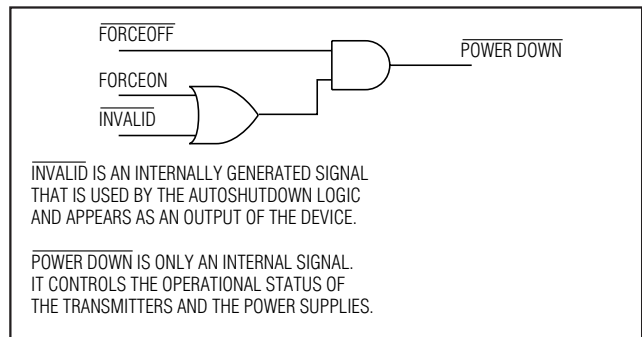 FORCEOFF
POWER DOWN
FORCEON
INVALID
INVALID IS AN INTERNALLY GENERATED SIGNAL
THAT IS USED BY THE AUTOSHUTDOWN LOGIC
AND APPEARS AS AN OUTPUT OF THE DEVICE.
POWER DOWN IS ONLY AN INTERNAL SIGNAL.
IT CONTROLS THE OPERATIONAL STATUS OF
THE TRANSMITTERS AND THE POWER SUPPLIES.